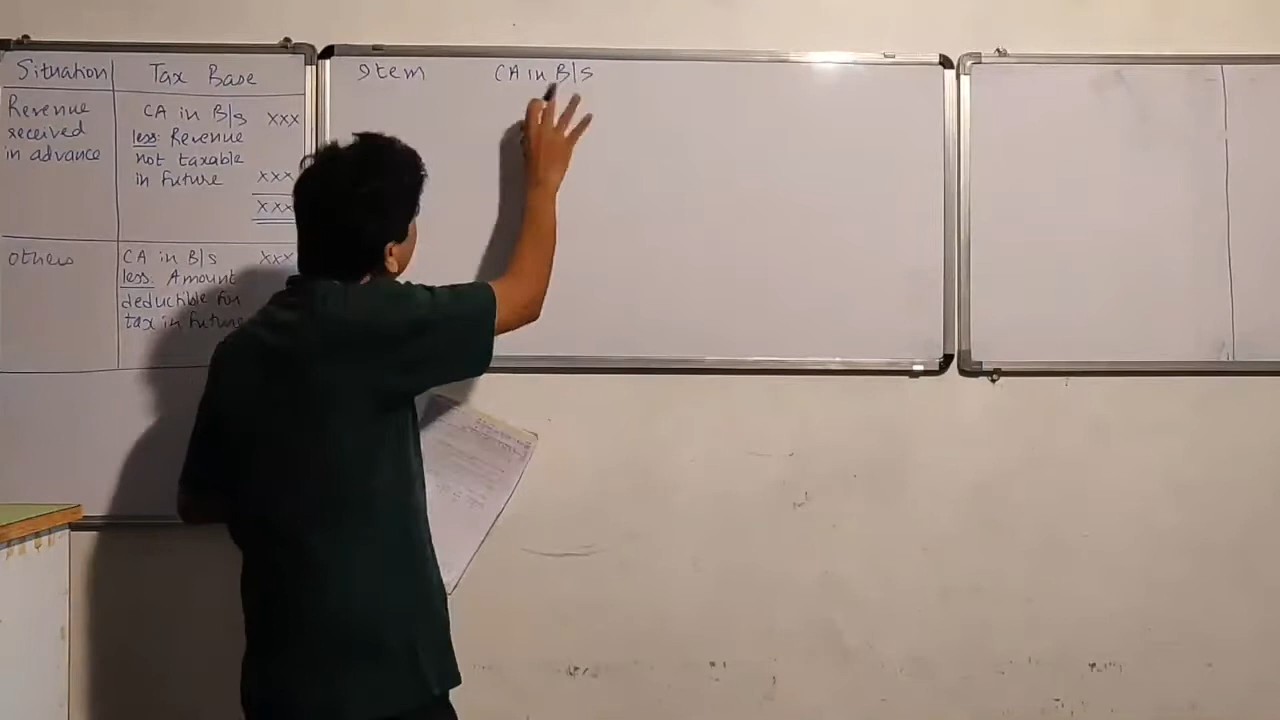 Situation Tax Base
Revenue
received
in advance
CA in B/s xxx
less: Revenue
not taxable
in future xxx
xxx
others
CA in B/s xxx
less: Amount
deductible for
tax in future
Item CA in B/S